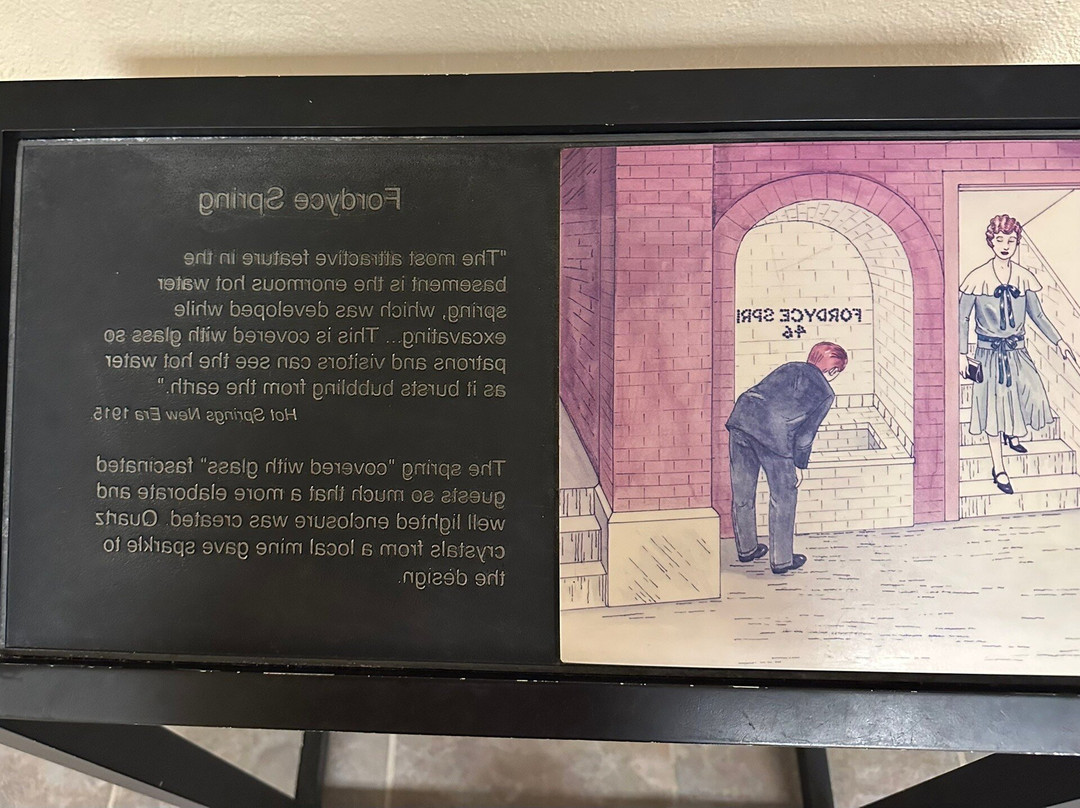 Fordyce Spring
"The most attractive feature in the
basement is the enormous hot water
spring, which was developed while
excavating... This is covered with glass so
patrons and visitors can see the hot water
as it bursts bubbling from the earth."
Hot Springs New Era 1915.
The spring "covered with glass" fascinated
guests so much that a more elaborate and
well lighted enclosure was created. Quartz
crystals from a local mine gave sparkle to
the design.
FORDYCE SPRI
46